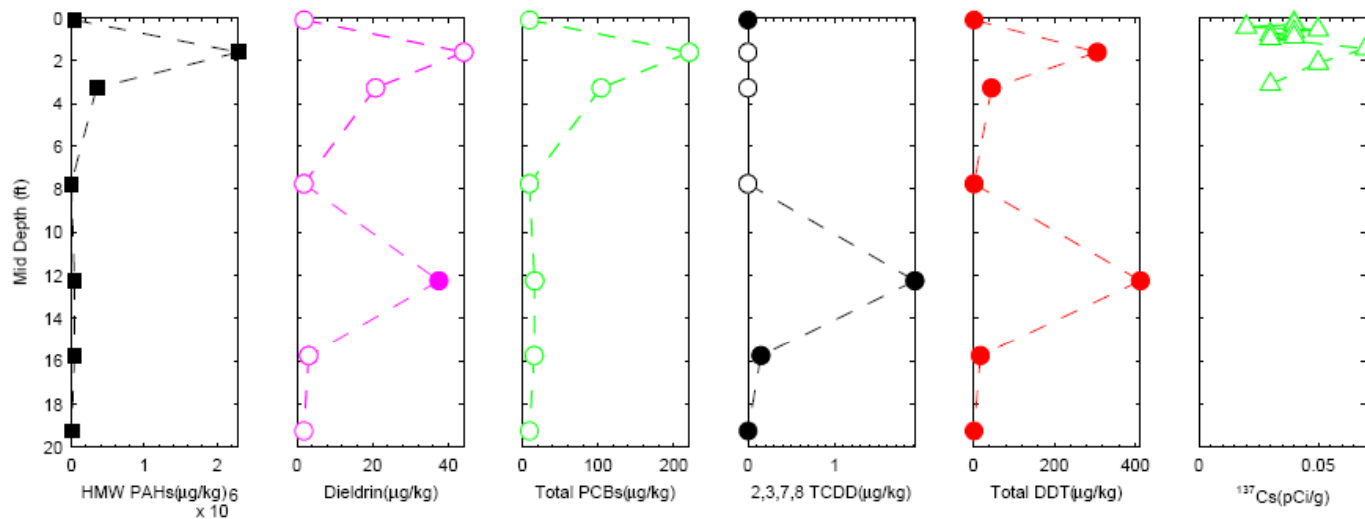 Mid Depth (ft)
0
2
4
6
8
10
12
14
16
18
20
0 1 2
HMW PAHs(µg/kg)
x 10 6
0 20 40
Dieldrin(µg/kg)
0 100 200
Total PCBs(µg/kg)
0 1
2,3,7,8 TCDD(µg/kg)
0 200 400
Total DDT(µg/kg)
0 0.05
137Cs(pCi/g)